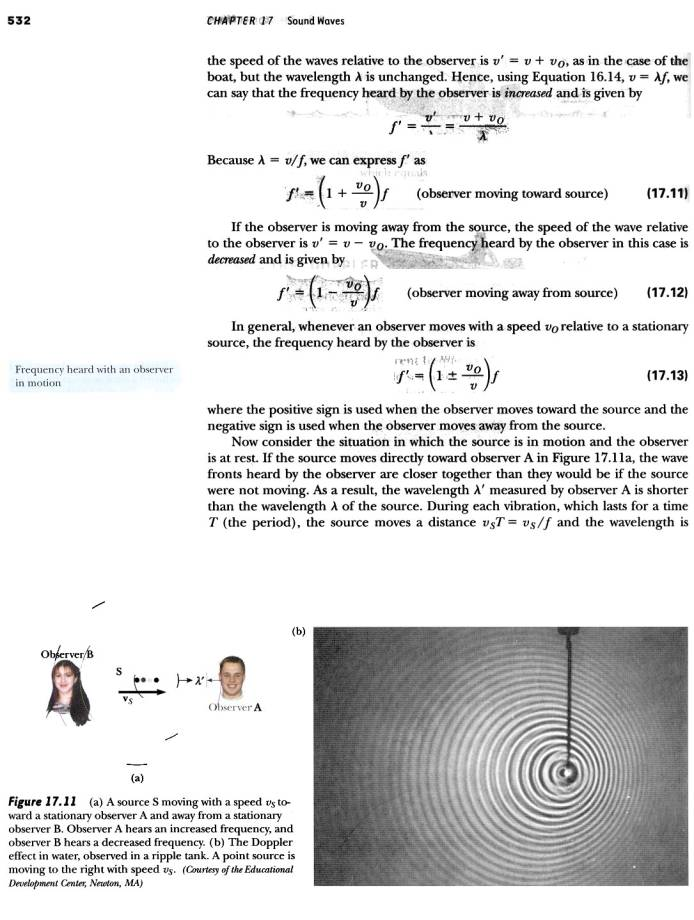 532
CHAPTER 17 Sound Waves
the speed of the waves relative to the observer is v′ = v + v_O, as in the case of the
boat, but the wavelength λ is unchanged. Hence, using Equation 16.14, v = λf, we
can say that the frequency heard by the observer is increased and is given by
f′ = v′/λ = (v + v_O)/λ
Because λ = v/f, we can express f′ as
f′ = (1 + v_O/v) f (observer moving toward source) (17.11)
If the observer is moving away from the source, the speed of the wave relative
to the observer is v′ = v − v_O. The frequency heard by the observer in this case is
decreased and is given by
f′ = (1 − v_O/v) f (observer moving away from source) (17.12)
In general, whenever an observer moves with a speed v_O relative to a stationary
source, the frequency heard by the observer is
Frequency heard with an observer
in motion
f′ = (1 ± v_O/v) f (17.13)
where the positive sign is used when the observer moves toward the source and the
negative sign is used when the observer moves away from the source.
Now consider the situation in which the source is in motion and the observer
is at rest. If the source moves directly toward observer A in Figure 17.11a, the wave
fronts heard by the observer are closer together than they would be if the source
were not moving. As a result, the wavelength λ′ measured by observer A is shorter
than the wavelength λ of the source. During each vibration, which lasts for a time
T (the period), the source moves a distance v_S T = v_S/f and the wavelength is
(b)
Observer B
S
v_S
λ′
Observer A
(a)
Figure 17.11 (a) A source S moving with a speed v_S to-
ward a stationary observer A and away from a stationary
observer B. Observer A hears an increased frequency, and
observer B hears a decreased frequency. (b) The Doppler
effect in water, observed in a ripple tank. A point source is
moving to the right with speed v_S. (Courtesy of the Educational
Development Center, Newton, MA)